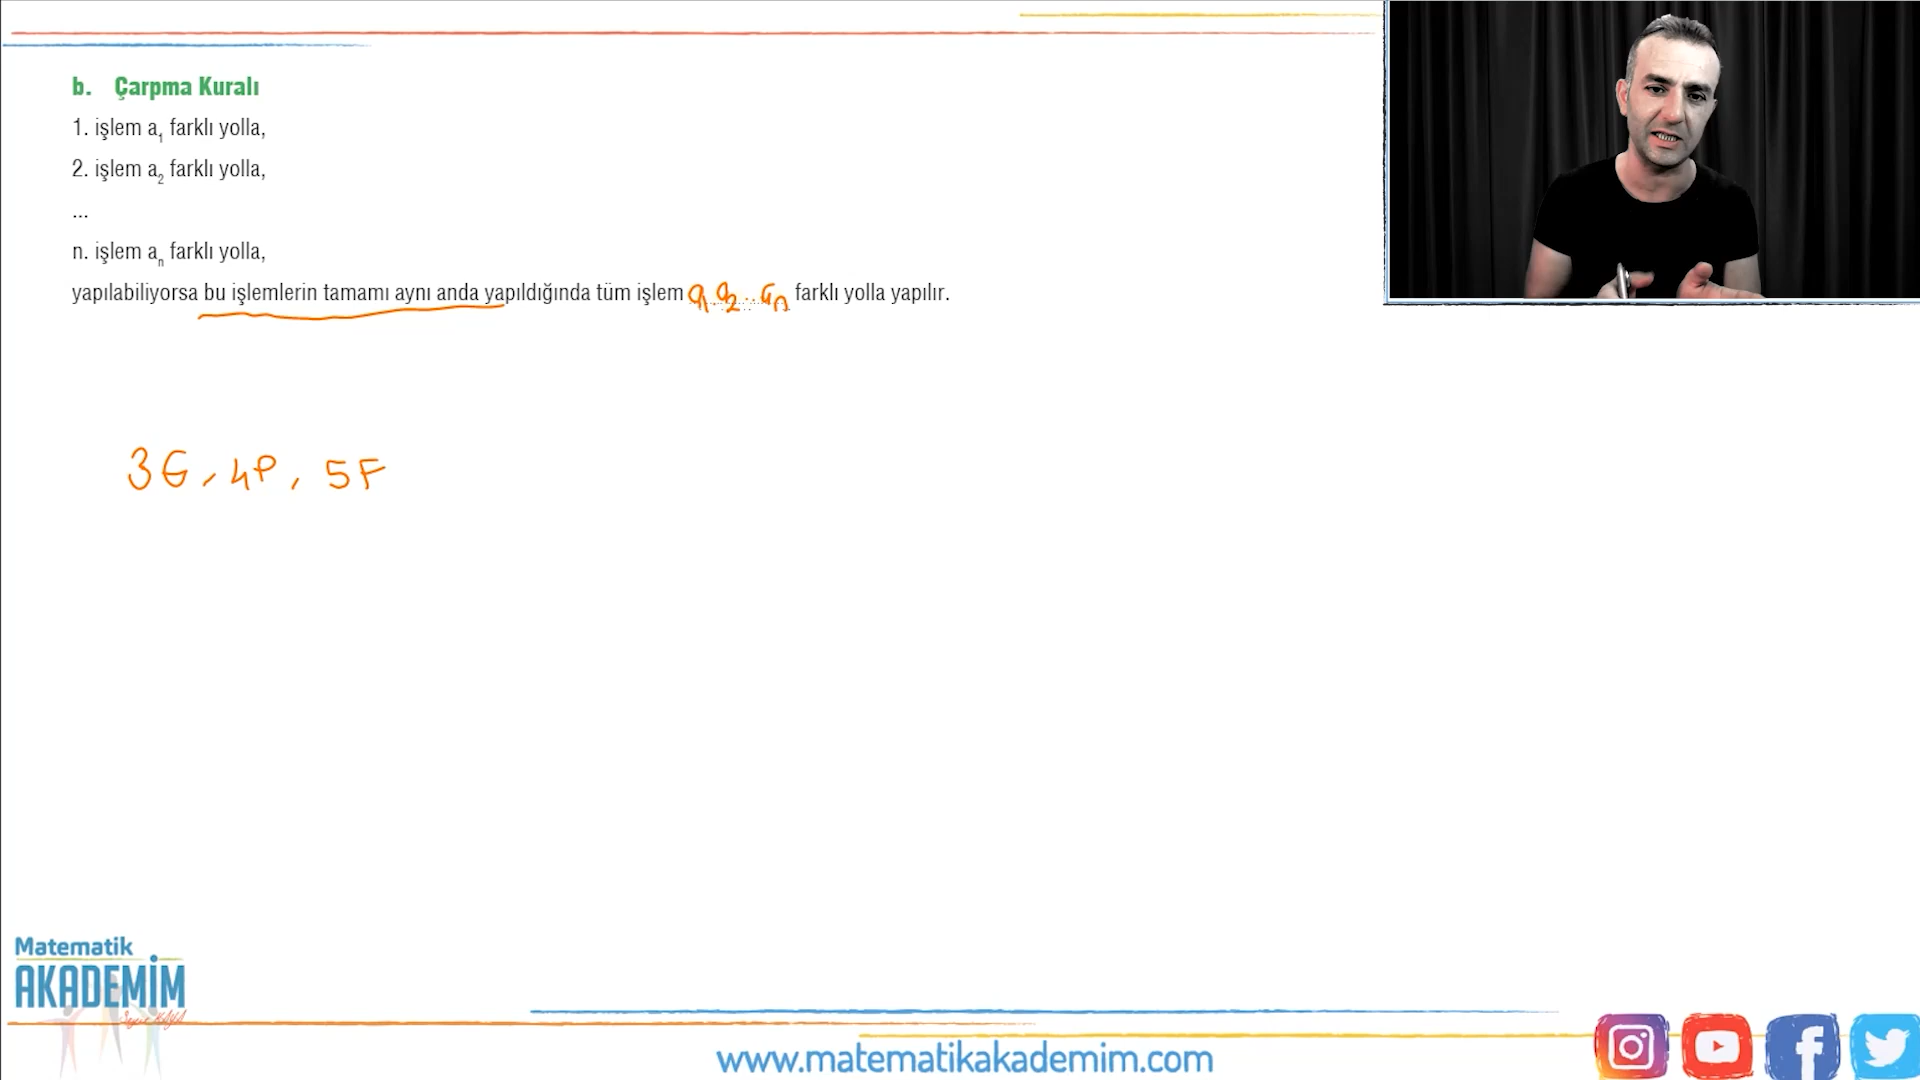 b. Çarpma Kuralı
1. işlem a1 farklı yolla,
2. işlem a2 farklı yolla,
...
n. işlem an farklı yolla,
yapılabiliyorsa bu işlemlerin tamamı aynı anda yapıldığında tüm işlem a1.a2...an farklı yolla yapılır.
3G, 4P, 5F
Matematik
AKADEMİM
www.matematikakademim.com